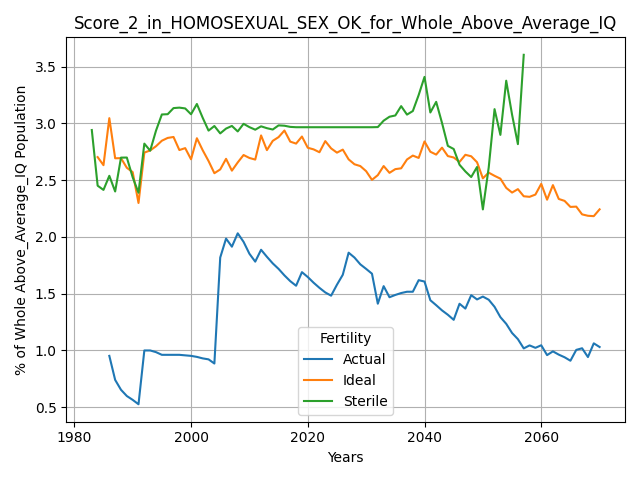 Score_2_in_HOMOSEXUAL_SEX_OK_for_Whole_Above_Average_IQ
% of Whole Above_Average_IQ Population
3.5
3.0
2.5
2.0
1.5
1.0
0.5
Fertility
Actual
Ideal
Sterile
1980
2000
2020
2040
2060
Years